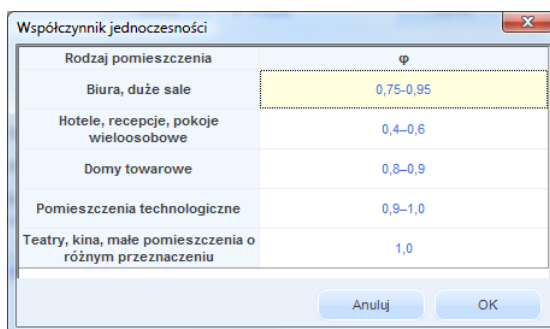 Współczynnik jednoczesności
Rodzaj pomieszczenia φ
Biura, duże sale 0,75-0,95
Hotele, recepcje, pokoje
wieloosobowe 0,4–0,6
Domy towarowe 0,8–0,9
Pomieszczenia technologiczne 0,9–1,0
Teatry, kina, małe pomieszczenia o
różnym przeznaczeniu 1,0
Anuluj OK